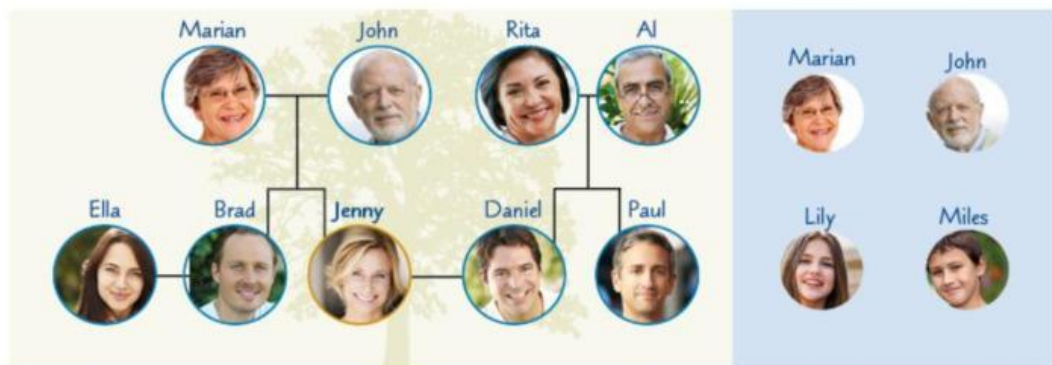 Marian John Rita Al
Ella Brad Jenny Daniel Paul
Marian John
Lily Miles